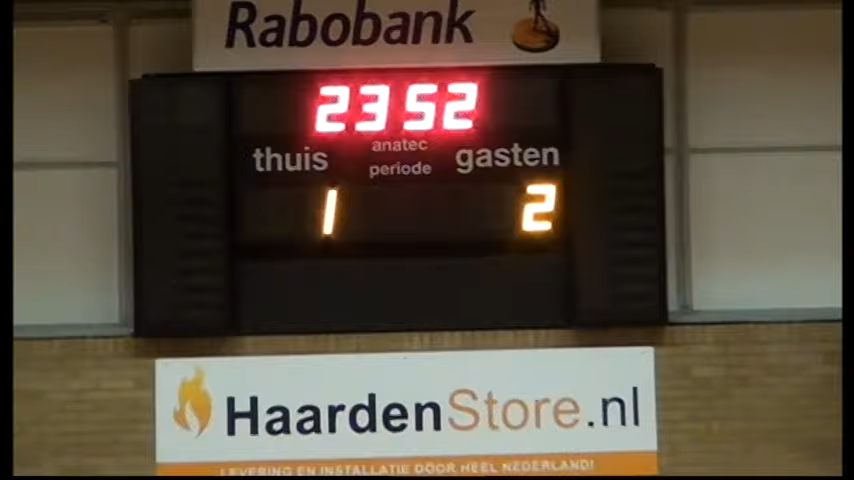 Rabobank
23 52
anatec
thuis periode gasten
1 2
HaardenStore.nl
LEVERING EN INSTALLATIE DOOR HEEL NEDERLAND!